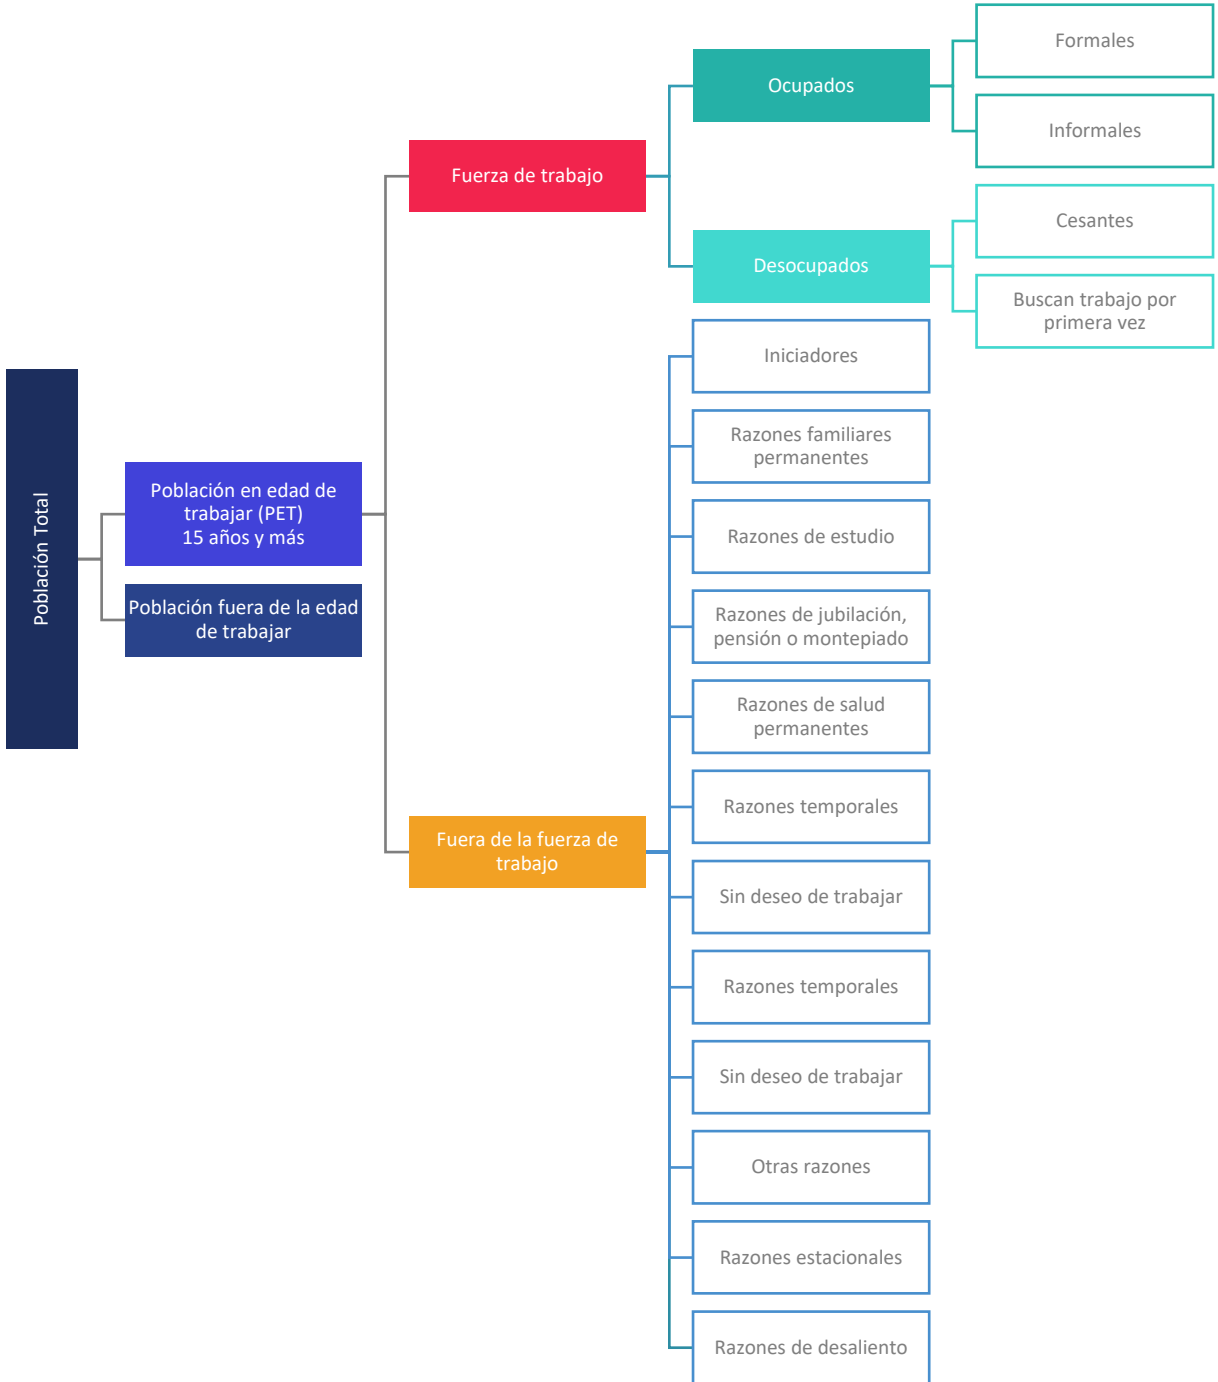 Población Total
Población en edad de
trabajar (PET)
15 años y más
Población fuera de la edad
de trabajar
Fuerza de trabajo
Fuera de la fuerza de
trabajo
Ocupados
Desocupados
Formales
Informales
Cesantes
Buscan trabajo por
primera vez
Iniciadores
Razones familiares
permanentes
Razones de estudio
Razones de jubilación,
pensión o montepiado
Razones de salud
permanentes
Razones temporales
Sin deseo de trabajar
Razones temporales
Sin deseo de trabajar
Otras razones
Razones estacionales
Razones de desaliento